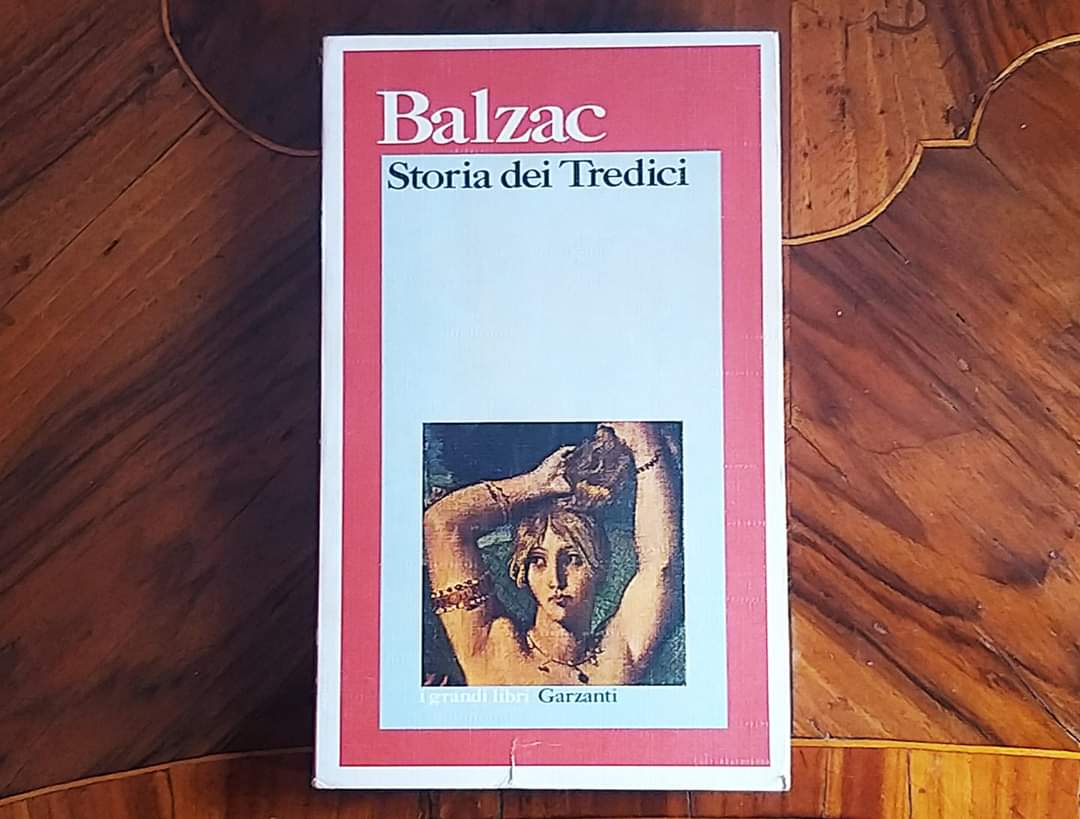 Balzac
Storia dei Tredici
I grandi libri Garzanti